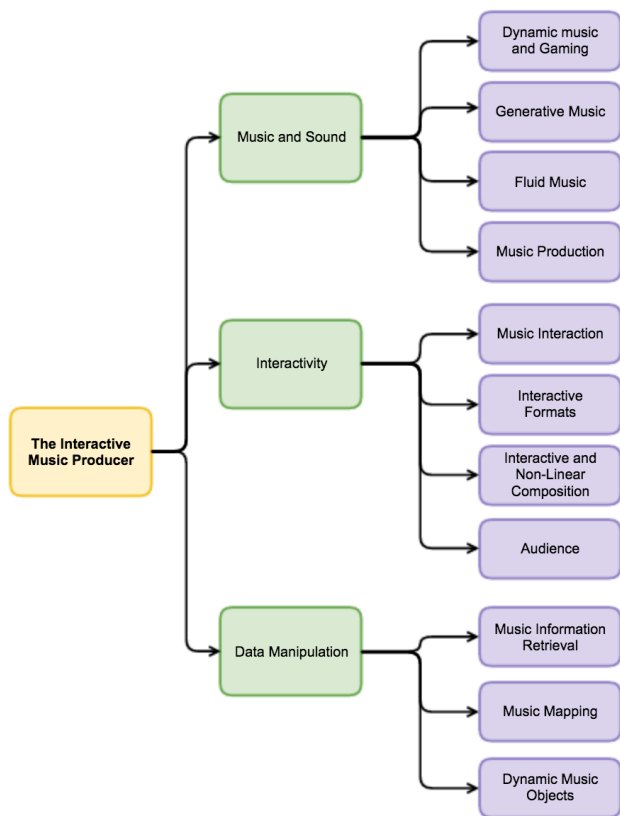 Dynamic music
and Gaming
Generative Music
Music and Sound
Fluid Music
Music Production
Music Interaction
Interactivity
Interactive
Formats
The Interactive
Music Producer
Interactive and
Non-Linear
Composition
Audience
Music Information
Retrieval
Data Manipulation
Music Mapping
Dynamic Music
Objects